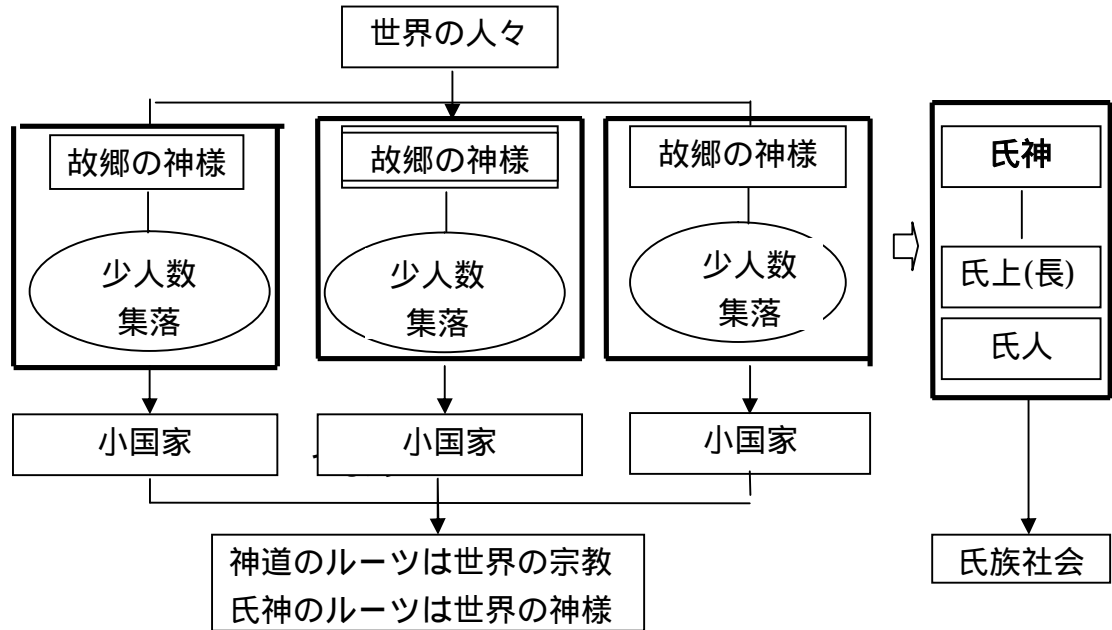 世界の人々
故郷の神様
故郷の神様
故郷の神様
氏神
少人数
集落
少人数
集落
少人数
集落
氏上(長)
氏人
小国家
小国家
小国家
神道のルーツは世界の宗教
氏神のルーツは世界の神様
氏族社会